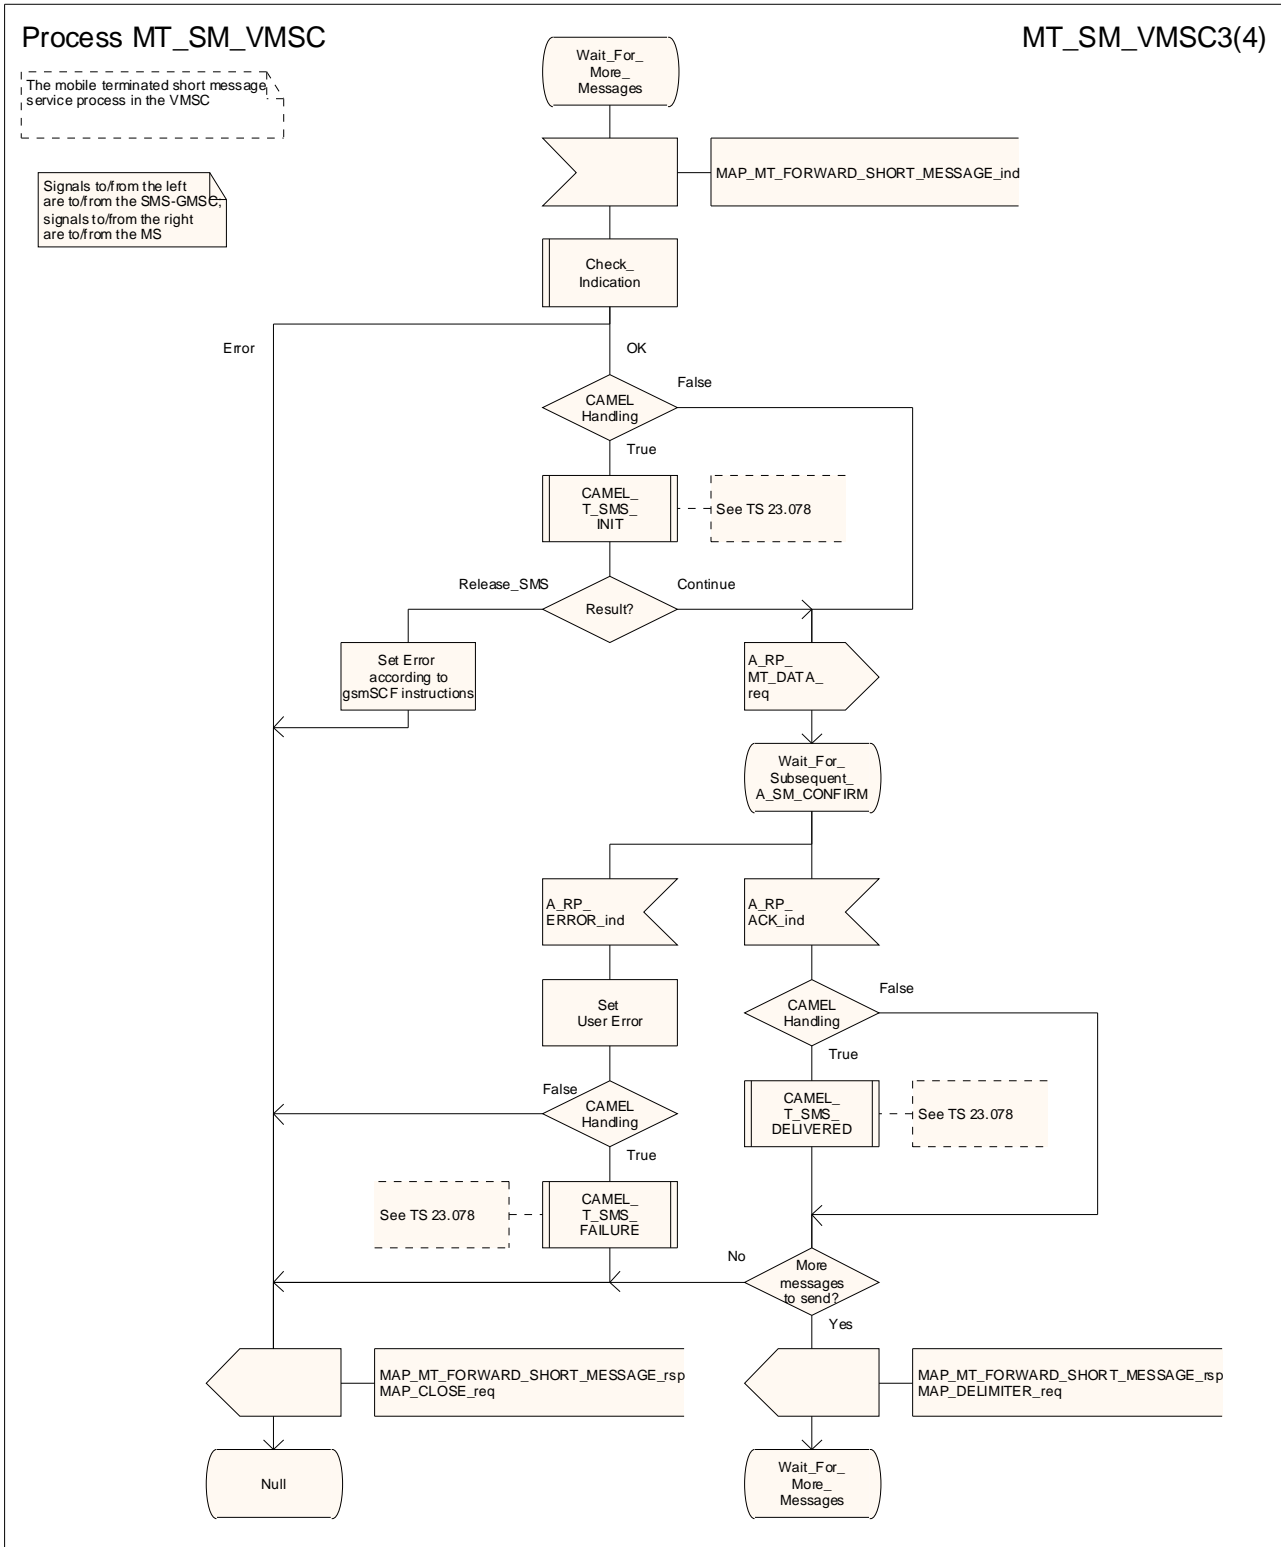 Process MT_SM_VMSC
MT_SM_VMSC3(4)
The mobile terminated short message
service process in the VMSC
Signals to/from the left
are to/from the SMS-GMSC;
signals to/from the right
are to/from the MS
Wait_For_
More_
Messages
MAP_MT_FORWARD_SHORT_MESSAGE_ind
Check_
Indication
Error
OK
CAMEL
Handling
False
True
CAMEL_
T_SMS_
INIT
See TS 23.078
Release_SMS
Result?
Continue
Set Error
according to
gsmSCF instructions
A_RP_
MT_DATA_
req
Wait_For_
Subsequent_
A_SM_CONFIRM
A_RP_
ERROR_ind
A_RP_
ACK_ind
Set
User Error
CAMEL
Handling
False
True
False
CAMEL
Handling
True
CAMEL_
T_SMS_
DELIVERED
See TS 23.078
See TS 23.078
CAMEL_
T_SMS_
FAILURE
No
More
messages
to send?
Yes
MAP_MT_FORWARD_SHORT_MESSAGE_rsp
MAP_CLOSE_req
MAP_MT_FORWARD_SHORT_MESSAGE_rsp
MAP_DELIMITER_req
Null
Wait_For_
More_
Messages